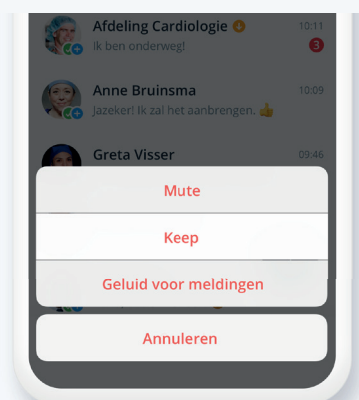 Afdeling Cardiologie 10:11
Ik ben onderweg! 3
Anne Bruinsma 10:09
Jazeker! Ik zal het aanbrengen. 👍
Greta Visser 09:46
Mute
Keep
Geluid voor meldingen
Annuleren